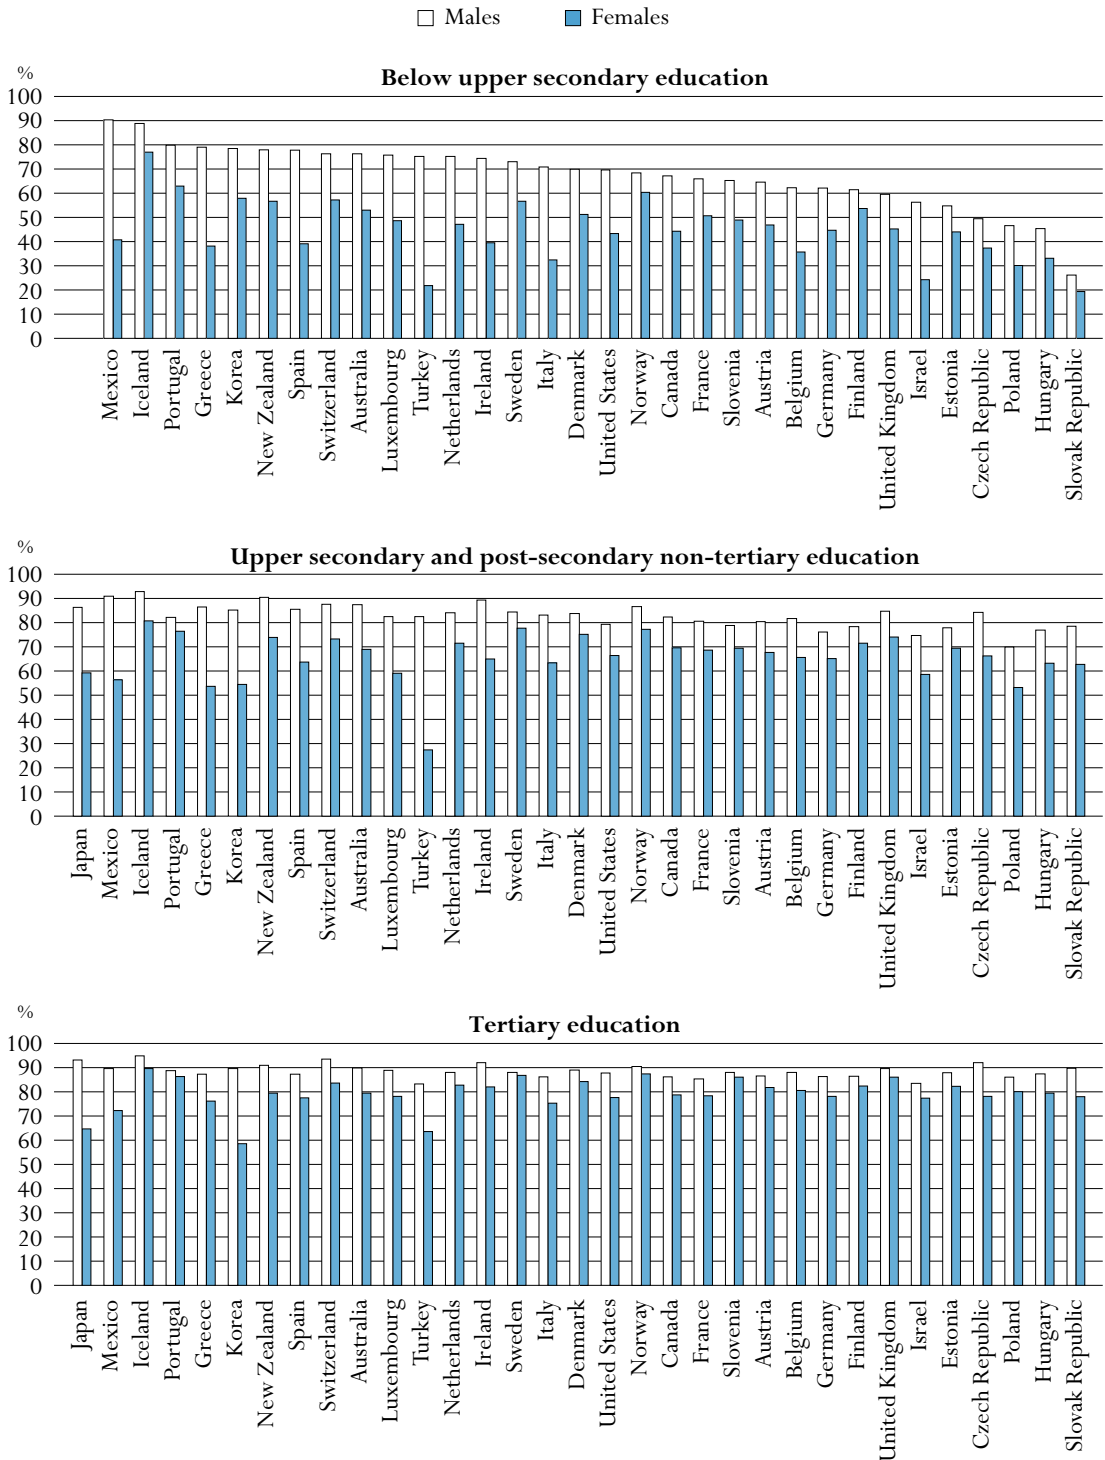 Males Females
%
Below upper secondary education
100
90
80
70
60
50
40
30
20
10
0
Mexico
Iceland
Portugal
Greece
Korea
New Zealand
Spain
Switzerland
Australia
Luxembourg
Turkey
Netherlands
Ireland
Sweden
Italy
Denmark
United States
Norway
Canada
France
Slovenia
Austria
Belgium
Germany
Finland
United Kingdom
Israel
Estonia
Czech Republic
Poland
Hungary
Slovak Republic
%
Upper secondary and post-secondary non-tertiary education
100
90
80
70
60
50
40
30
20
10
0
Japan
Mexico
Iceland
Portugal
Greece
Korea
New Zealand
Spain
Switzerland
Australia
Luxembourg
Turkey
Netherlands
Ireland
Sweden
Italy
Denmark
United States
Norway
Canada
France
Slovenia
Austria
Belgium
Germany
Finland
United Kingdom
Israel
Estonia
Czech Republic
Poland
Hungary
Slovak Republic
%
Tertiary education
100
90
80
70
60
50
40
30
20
10
0
Japan
Mexico
Iceland
Portugal
Greece
Korea
New Zealand
Spain
Switzerland
Australia
Luxembourg
Turkey
Netherlands
Ireland
Sweden
Italy
Denmark
United States
Norway
Canada
France
Slovenia
Austria
Belgium
Germany
Finland
United Kingdom
Israel
Estonia
Czech Republic
Poland
Hungary
Slovak Republic